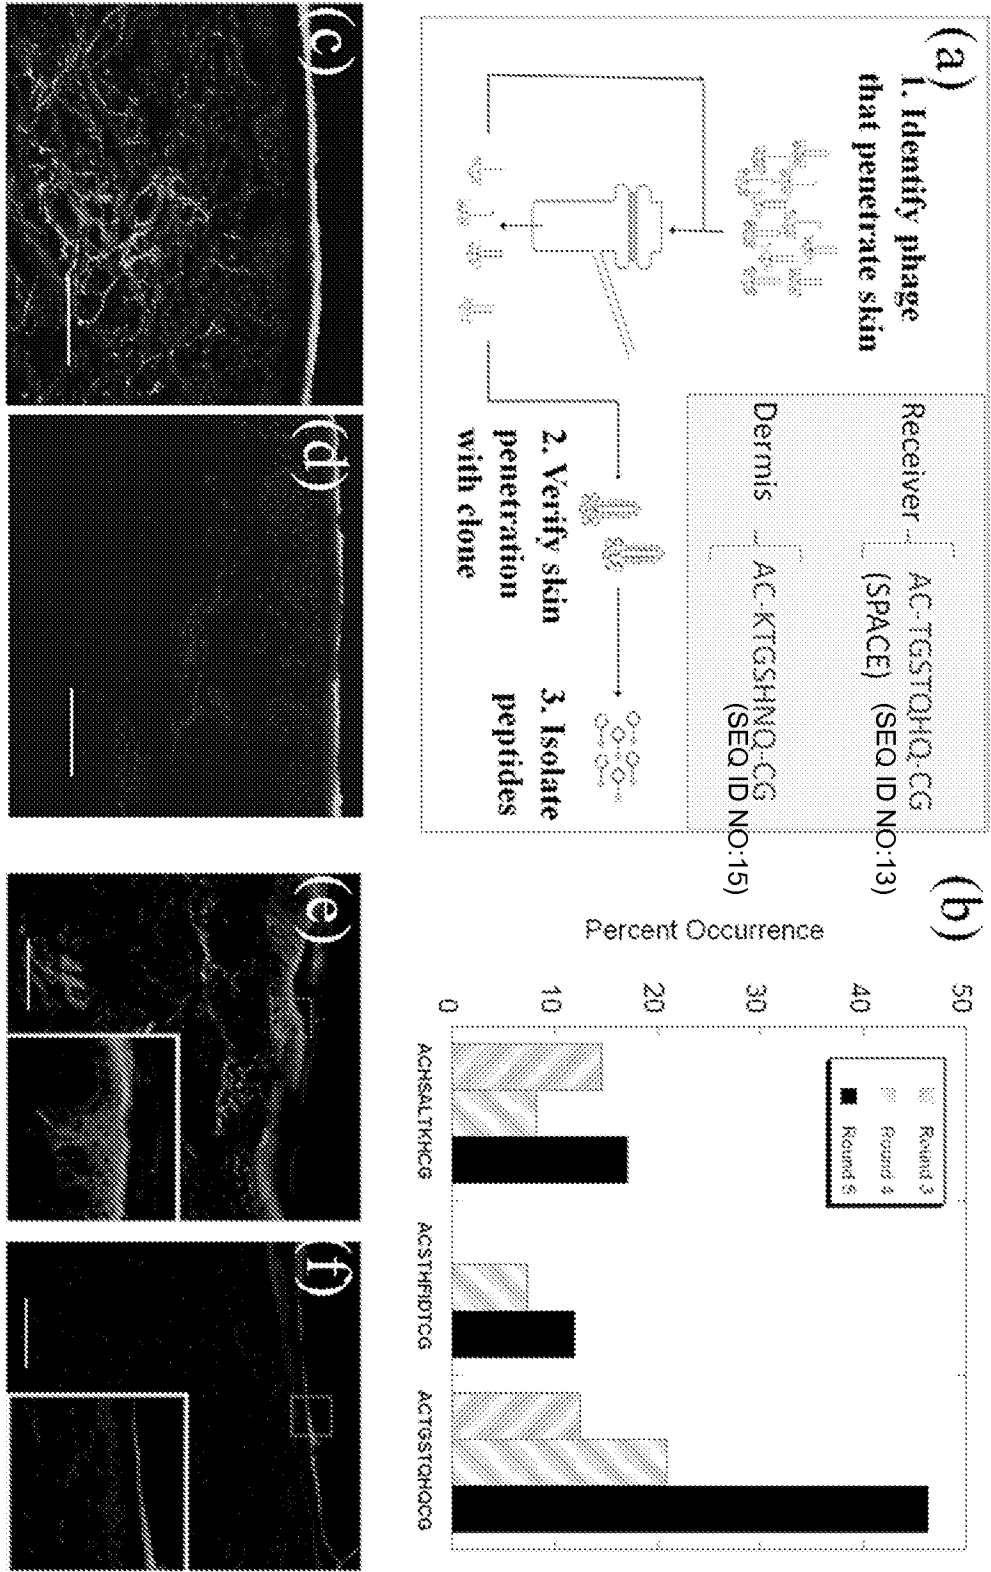 (a)
1. Identify phage
that penetrate skin
Receiver
AC-TGSTQHQ-CG
(SPACE) (SEQ ID NO:13)
Dermis
AC-KTGSHNQ-CG
(SEQ ID NO:15)
2. Verify skin
penetration
with clone
3. Isolate
peptides
(b)
Percent Occurrence
50
40
30
20
10
0
Round 3
Round 4
Round 5
ACHSALTKHCG
ACTGSTQHQCG
(c)
(d)
(e)
(f)